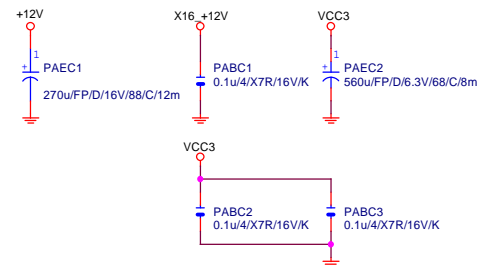 +12V
X16_+12V
VCC3
1
+
PAEC1
270u/FP/D/16V/88/C/12m
PABC1
0.1u/4/X7R/16V/K
1
+
PAEC2
560u/FP/D/6.3V/68/C/8m
VCC3
PABC2
0.1u/4/X7R/16V/K
PABC3
0.1u/4/X7R/16V/K